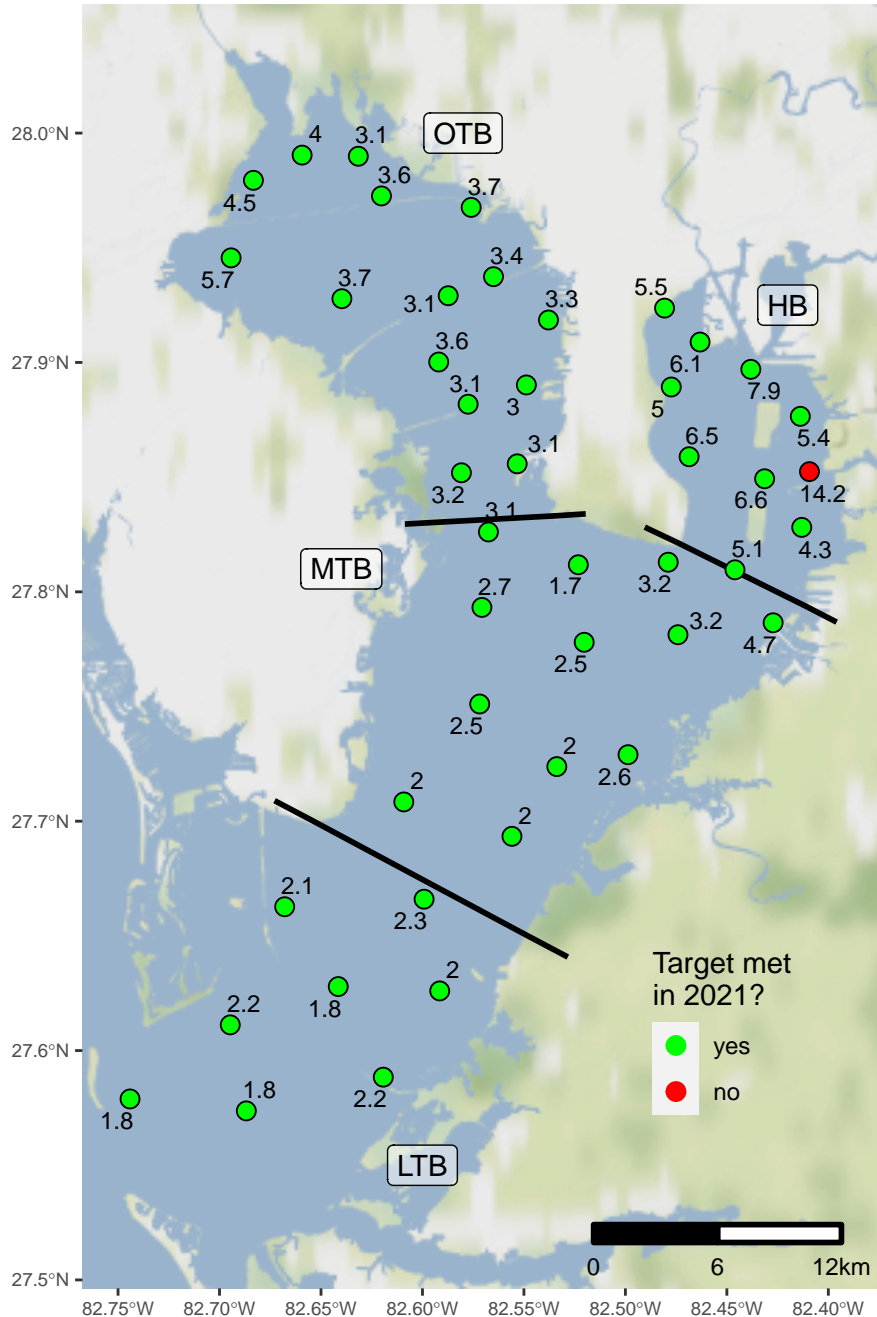 28.0°N
27.9°N
27.8°N
27.7°N
27.6°N
27.5°N
4
3.1
OTB
4.5
3.6
3.7
5.7
3.7
3.1
3.4
3.3
5.5
HB
3.6
3.1
3
6.1
5
7.9
5.4
3.2
3.1
6.5
6.6
14.2
4.3
3.1
MTB
1.7
3.2
5.1
2.7
2.5
3.2
4.7
2.5
2
2.6
2
2
2.1
2.3
1.8
2
2.2
1.8
1.8
2.2
LTB
Target met
in 2021?
yes
no
0
6
12km
82.75°W
82.70°W
82.65°W
82.60°W
82.55°W
82.50°W
82.45°W
82.40°W